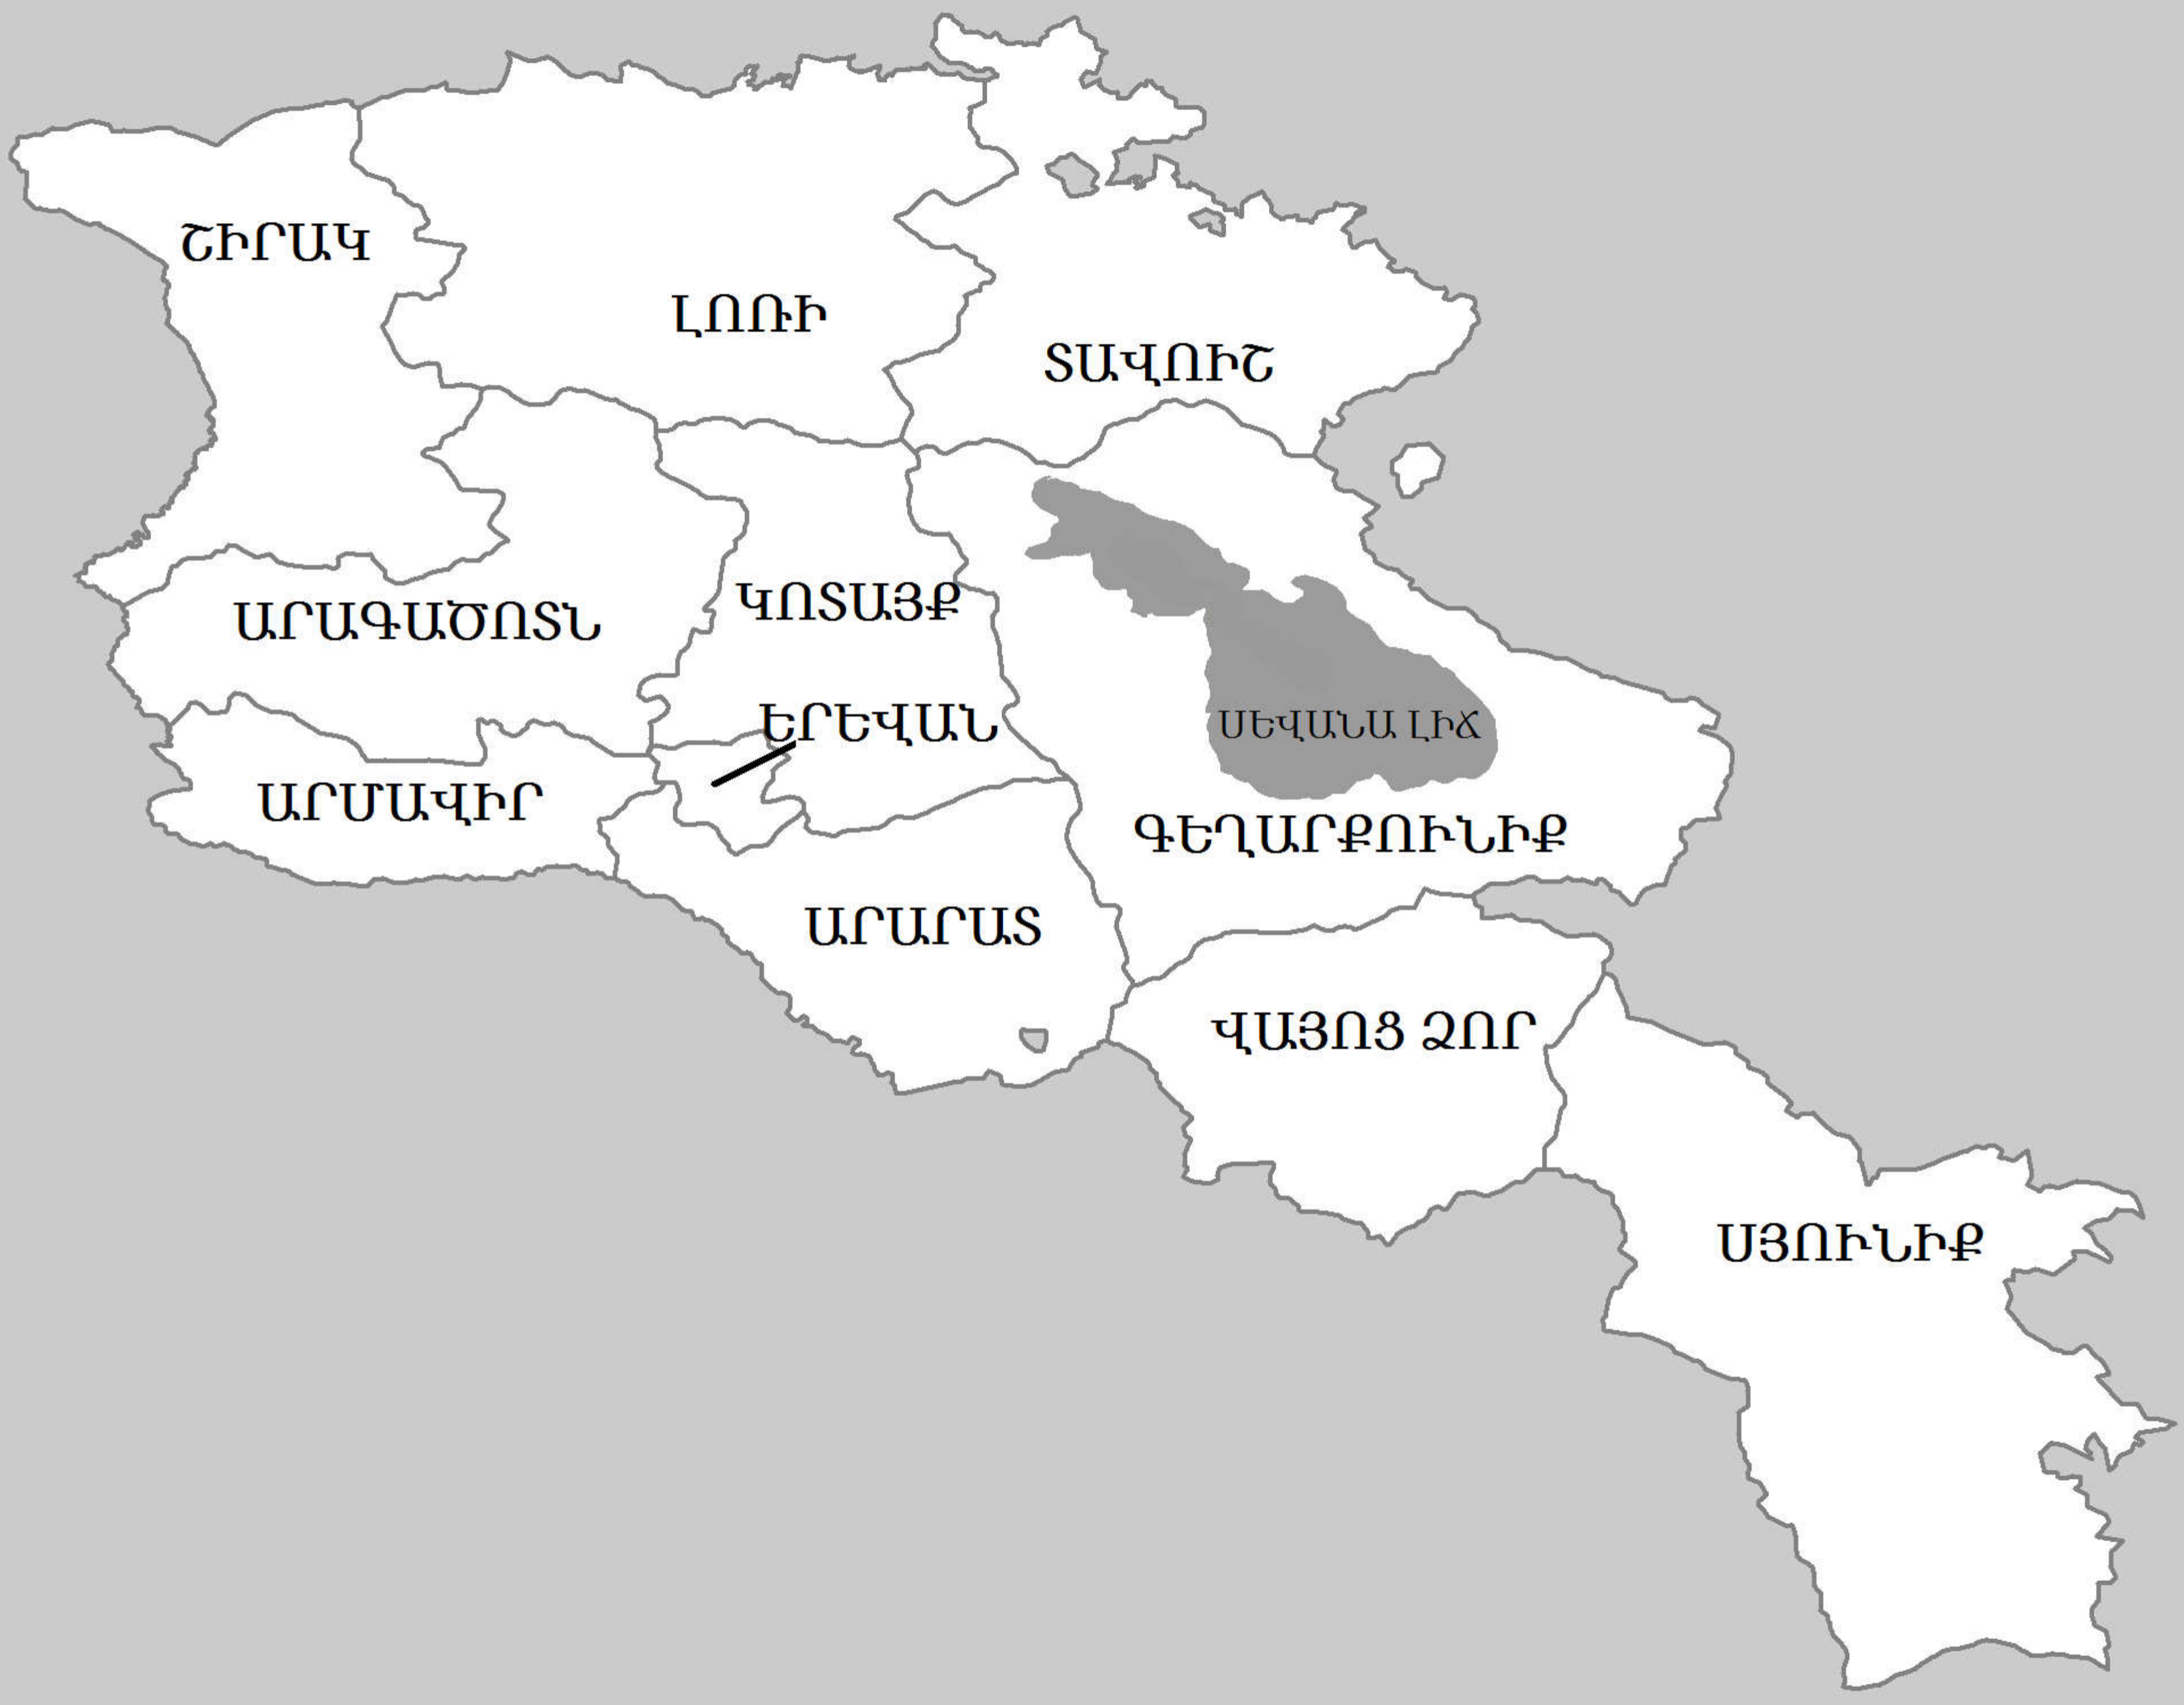 ՇԻՐԱԿ
ԼՈՌԻ
ՏԱՎՈՒՇ
ԱՐԱԳԱԾՈՏՆ
ԿՈՏԱՅՔ
ԵՐԵՎԱՆ
ՍԵՎԱՆԱ ԼԻՃ
ԱՐՄԱՎԻՐ
ԳԵՂԱՐՔՈՒՆԻՔ
ԱՐԱՐԱՏ
ՎԱՅՈՑ ՁՈՐ
ՍՅՈՒՆԻՔ